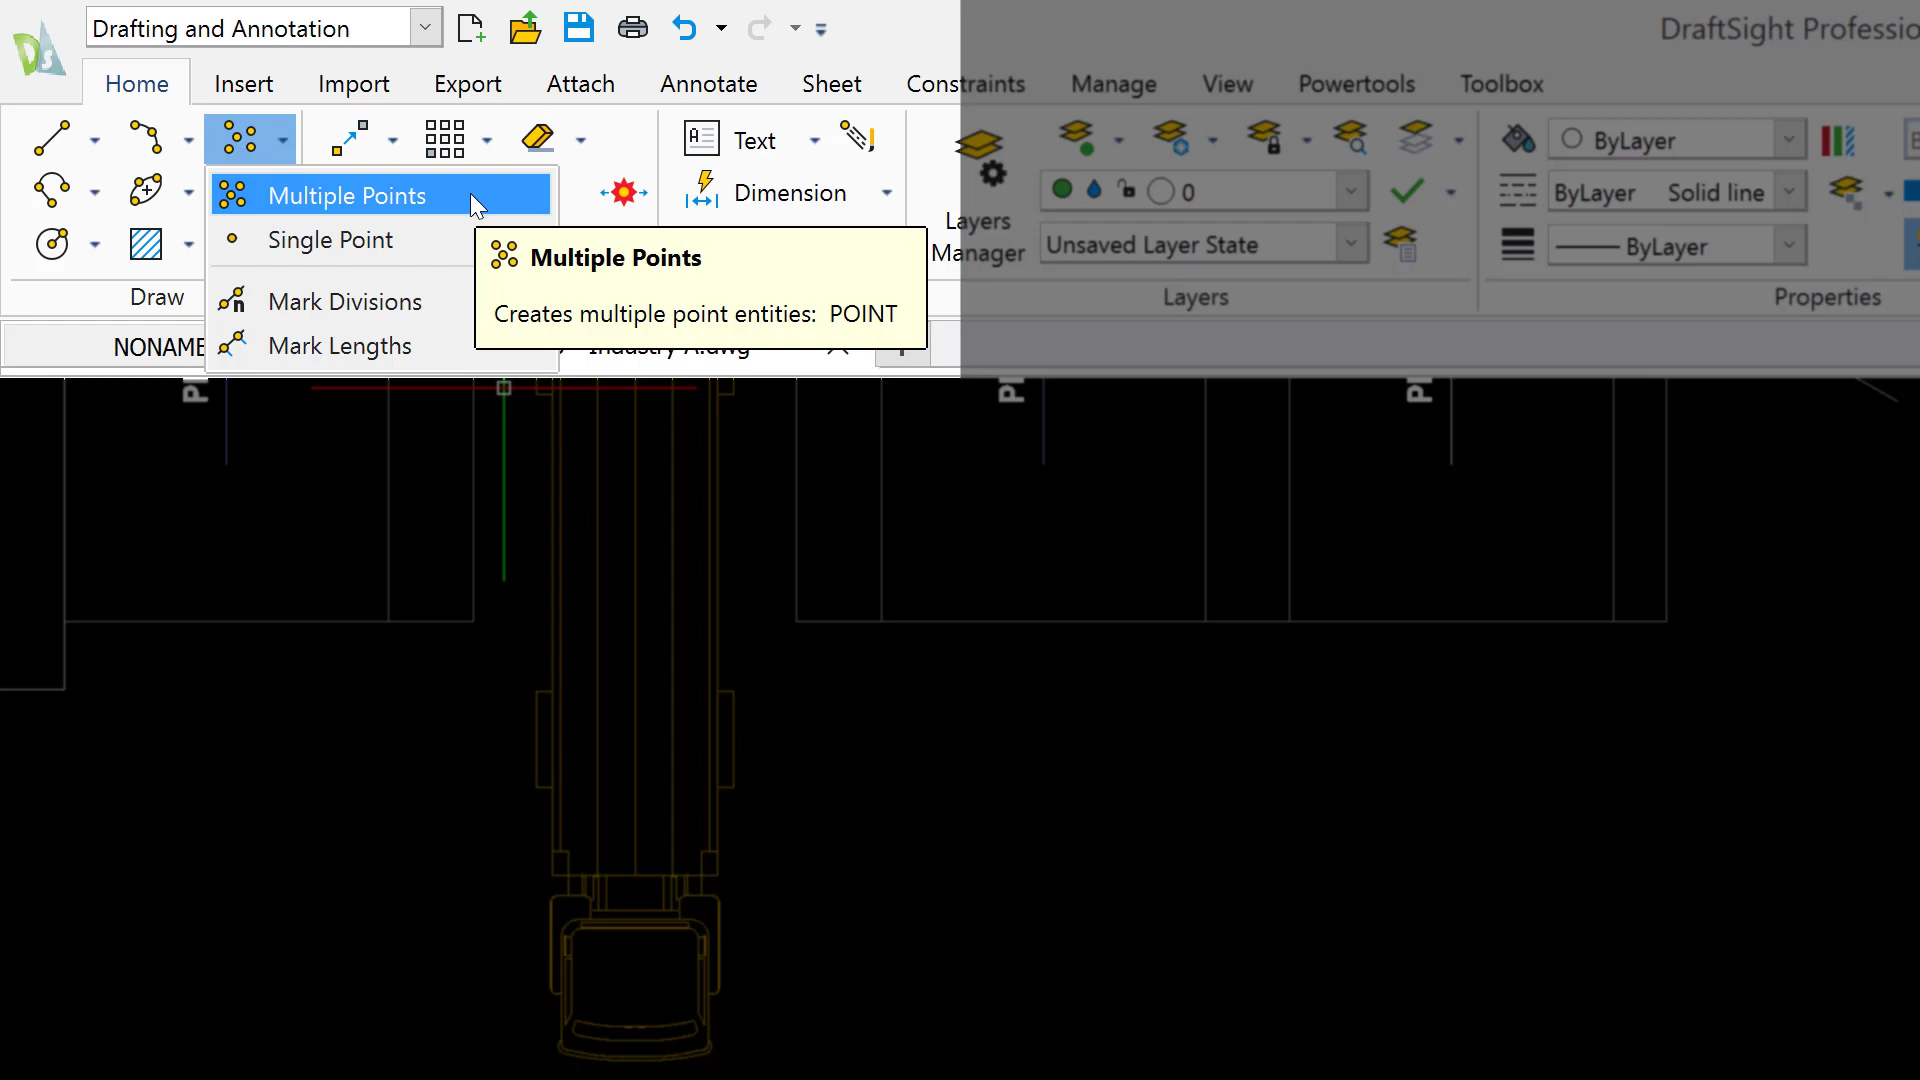 Drafting and Annotation
DraftSight Professio
Home Insert Import Export Attach Annotate Sheet Constraints Manage View Powertools Toolbox
Text
ByLayer
Multiple Points
Dimension
0
ByLayer Solid line
Single Point
Layers
Manager
Unsaved Layer State
ByLayer
Multiple Points
Creates multiple point entities: POINT
Draw
Mark Divisions
Layers
Properties
NONAME
Mark Lengths
Industry A.dwg